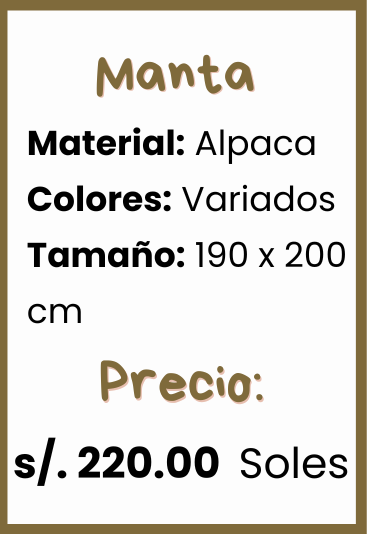 Manta
Material: Alpaca
Colores: Variados
Tamaño: 190 x 200
cm
Precio:
s/. 220.00 Soles